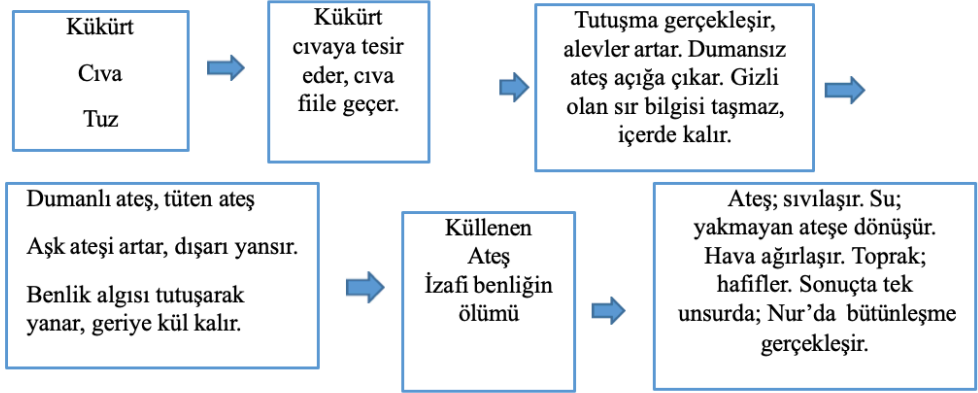 Kükürt
Cıva
Tuz
Kükürt
cıvaya tesir
eder, cıva
fiile geçer.
Tutuşma gerçekleşir,
alevler artar. Dumansız
ateş açığa çıkar. Gizli
olan sır bilgisi taşmaz,
içerde kalır.
Dumanlı ateş, tüten ateş
Aşk ateşi artar, dışarı yansır.
Benlik algısı tutuşarak
yanar, geriye kül kalır.
Küllenen
Ateş
İzafi benliğin
ölümü
Ateş; sıvılaşır. Su;
yakmayan ateşe dönüşür.
Hava ağırlaşır. Toprak;
hafifler. Sonuçta tek
unsurda; Nur’da bütünleşme
gerçekleşir.